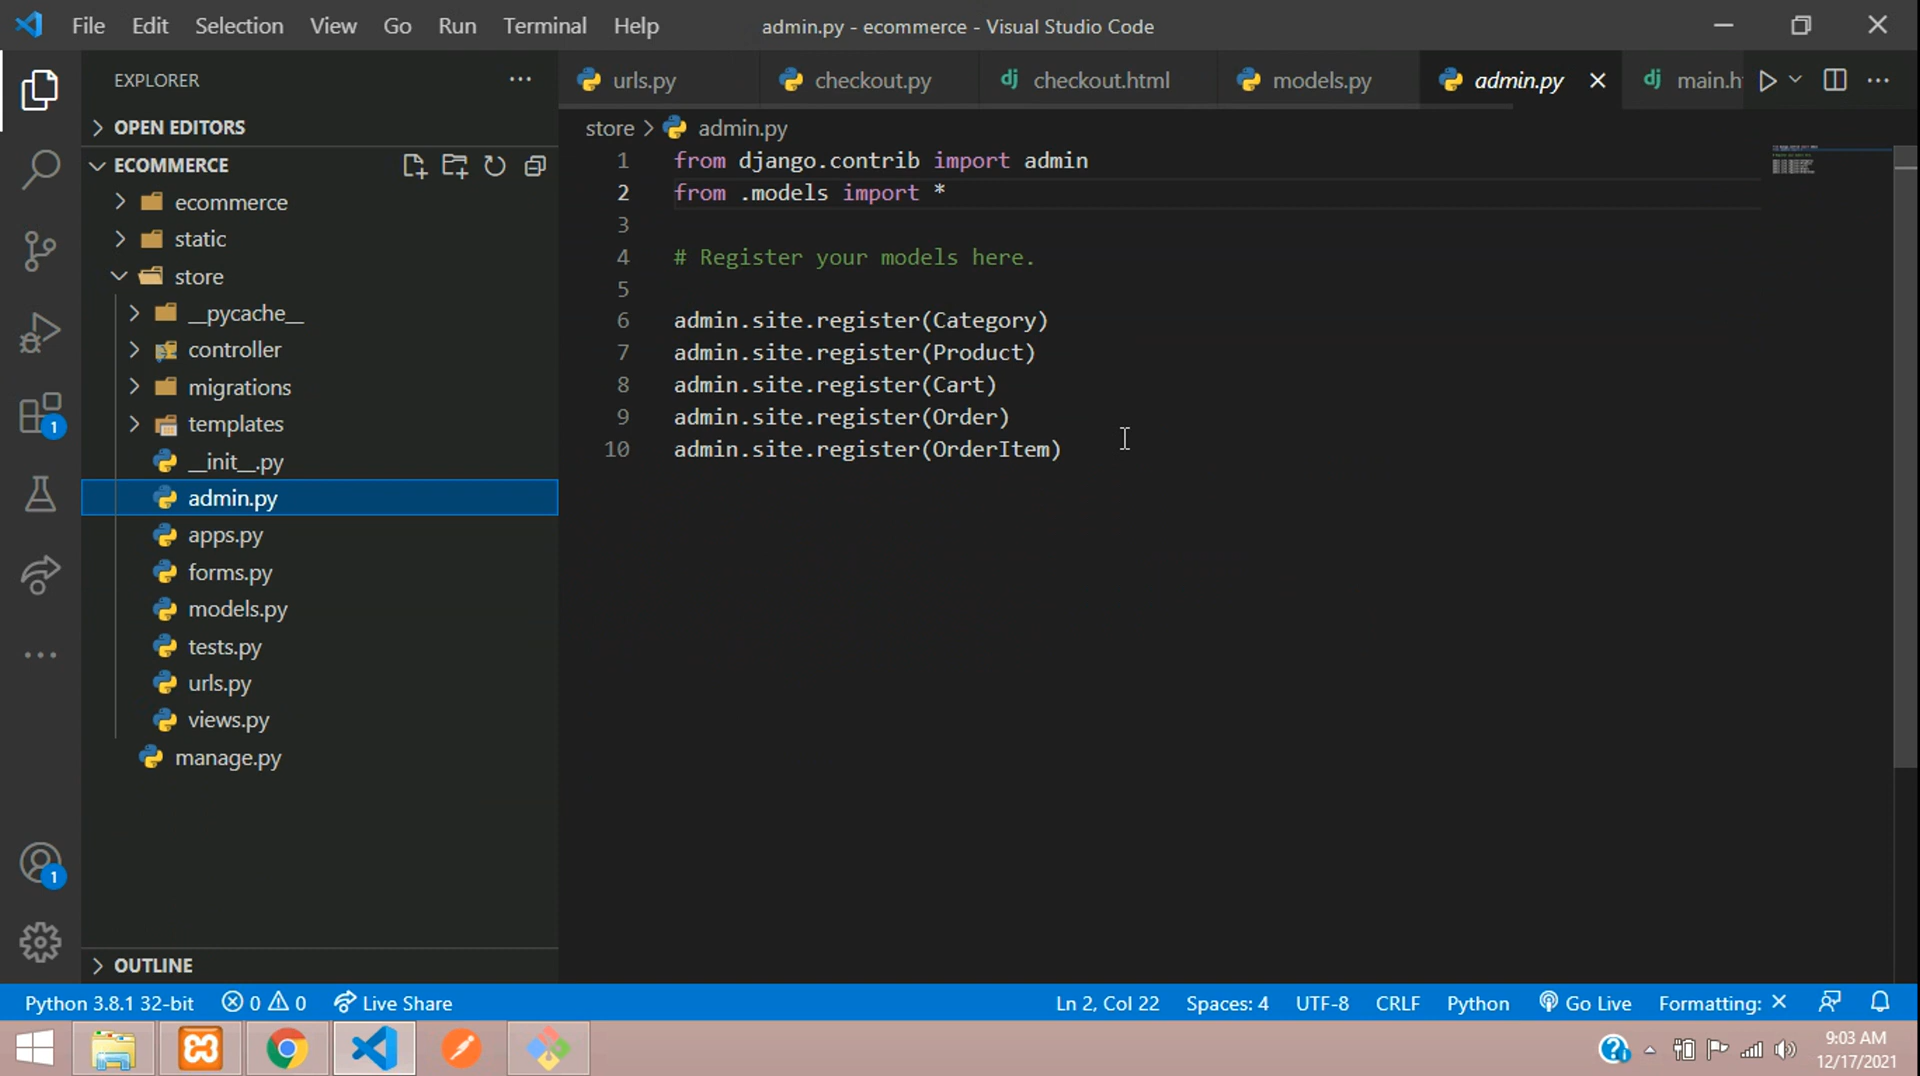 File Edit Selection View Go Run Terminal Help
admin.py - ecommerce - Visual Studio Code
EXPLORER
OPEN EDITORS
ECOMMERCE
ecommerce
static
store
__pycache__
controller
migrations
templates
__init__.py
admin.py
apps.py
forms.py
models.py
tests.py
urls.py
views.py
manage.py
OUTLINE
urls.py checkout.py checkout.html models.py admin.py main.h
store > admin.py
1 from django.contrib import admin
2 from .models import *
3
4 # Register your models here.
5
6 admin.site.register(Category)
7 admin.site.register(Product)
8 admin.site.register(Cart)
9 admin.site.register(Order)
10 admin.site.register(OrderItem)
1
1
Python 3.8.1 32-bit 0 0 Live Share Ln 2, Col 22 Spaces: 4 UTF-8 CRLF Python Go Live Formatting: ×
9:03 AM
12/17/2021